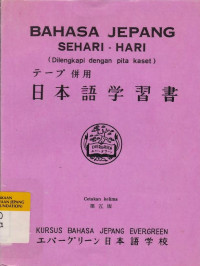 BAHASA JEPANG
SEHARI - HARI
(Dilengkapi dengan pita kaset)
テープ 併用
日本語学習書
Cetakan kelima
第五版
KURSUS BAHASA JEPANG EVERGREEN
エバーグリーン日本語学校